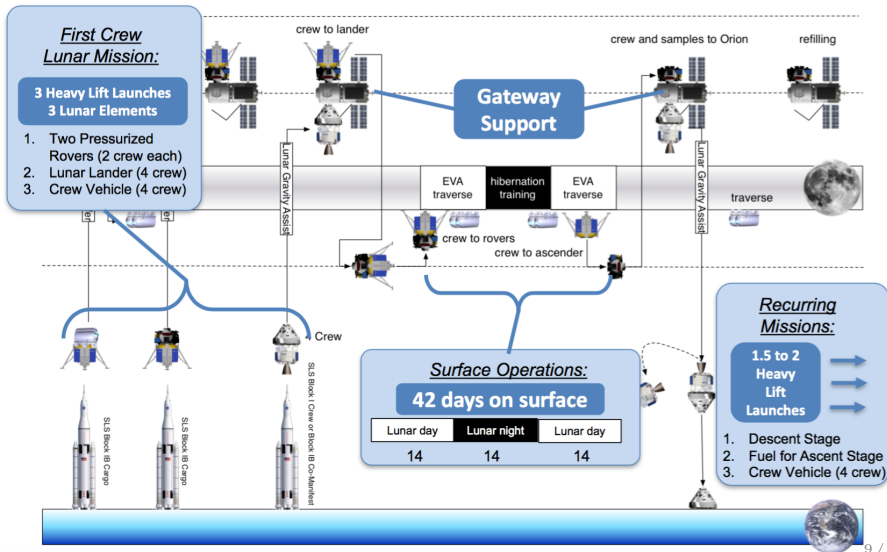 First Crew
Lunar Mission:
3 Heavy Lift Launches
3 Lunar Elements
1. Two Pressurized
Rovers (2 crew each)
2. Lunar Lander (4 crew)
3. Crew Vehicle (4 crew)
crew to lander
Gateway
Support
crew and samples to Orion
refilling
Lunar Gravity Assist
EVA
traverse
hibernation
training
EVA
traverse
Lunar Gravity Assist
traverse
crew to rovers
crew to ascender
Crew
SLS Block IB Cargo
SLS Block IB Cargo
SLS Block I Crew or Block IB Co-Manifest
Surface Operations:
42 days on surface
Lunar day
Lunar night
Lunar day
14
14
14
Recurring
Missions:
1.5 to 2
Heavy
Lift
Launches
1. Descent Stage
2. Fuel for Ascent Stage
3. Crew Vehicle (4 crew)
9 /